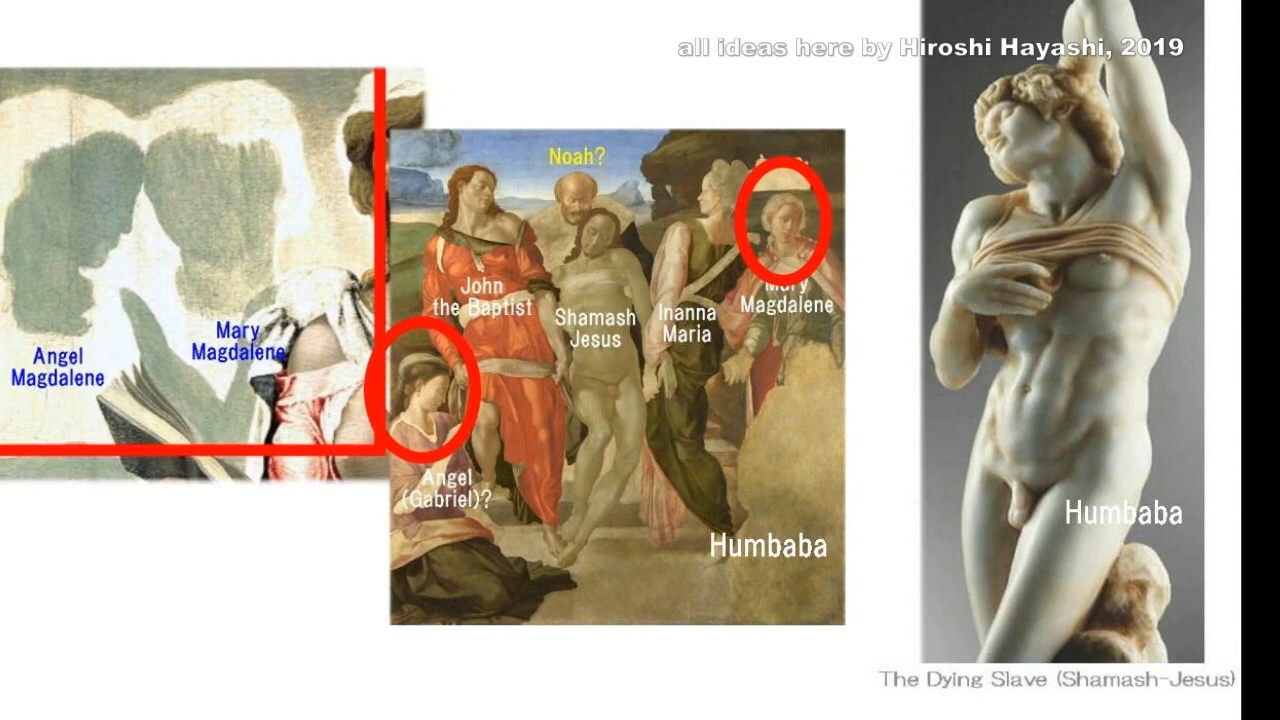 all ideas here by Hiroshi Hayashi, 2019
Noah?
John
the Baptist
Shamash
Jesus
Inanna
Maria
Mary
Magdalene
Mary
Magdalene
Angel
Magdalene
Angel
(Gabriel)?
Humbaba
Humbaba
The Dying Slave (Shamash-Jesus)